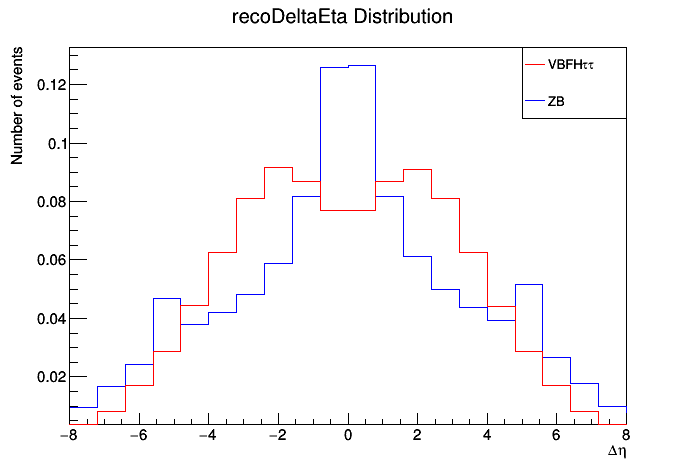 recoDeltaEta Distribution
Number of events
VBFHττ
ZB
0.12
0.1
0.08
0.06
0.04
0.02
−8 −6 −4 −2 0 2 4 6 8
Δη